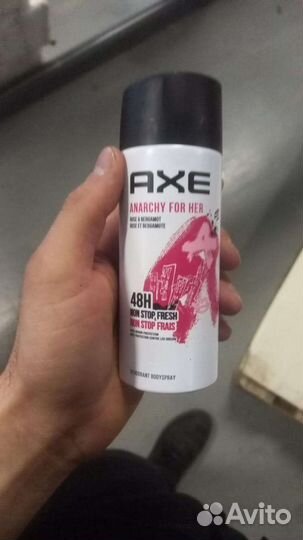 AXE
ANARCHY FOR HER
ROSE & BERGAMOT
ROSE ET BERGAMOTE
48H
NON STOP, FRESH
NON STOP FRAIS
DEODORANT BODYSPRAY
Avito